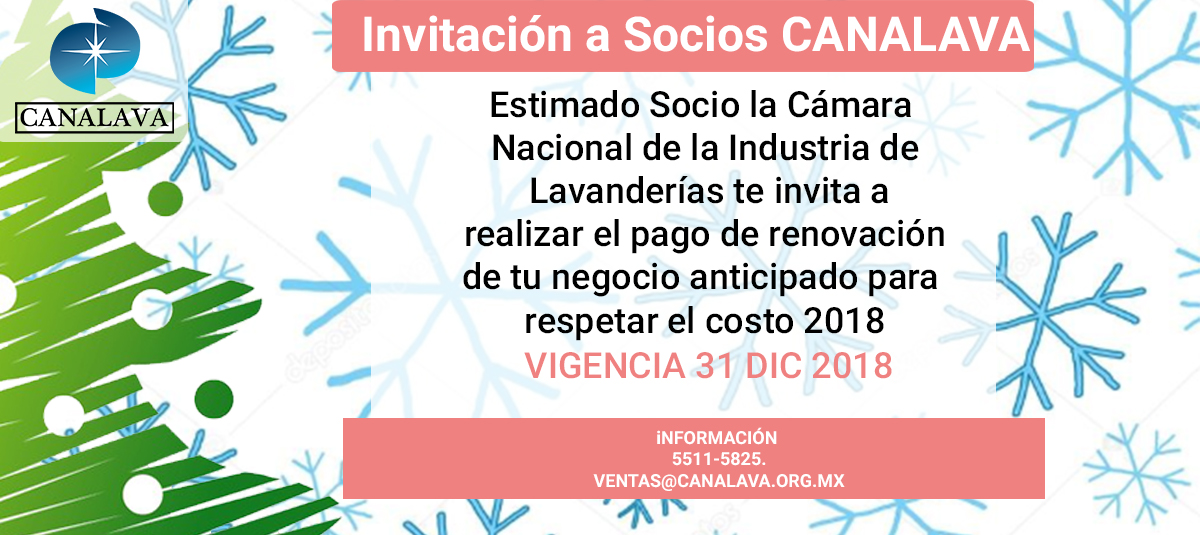 CANALAVA
Invitación a Socios CANALAVA
Estimado Socio la Cámara
Nacional de la Industria de
Lavanderías te invita a
realizar el pago de renovación
de tu negocio anticipado para
respetar el costo 2018
VIGENCIA 31 DIC 2018
iNFORMACIÓN
5511-5825.
VENTAS@CANALAVA.ORG.MX